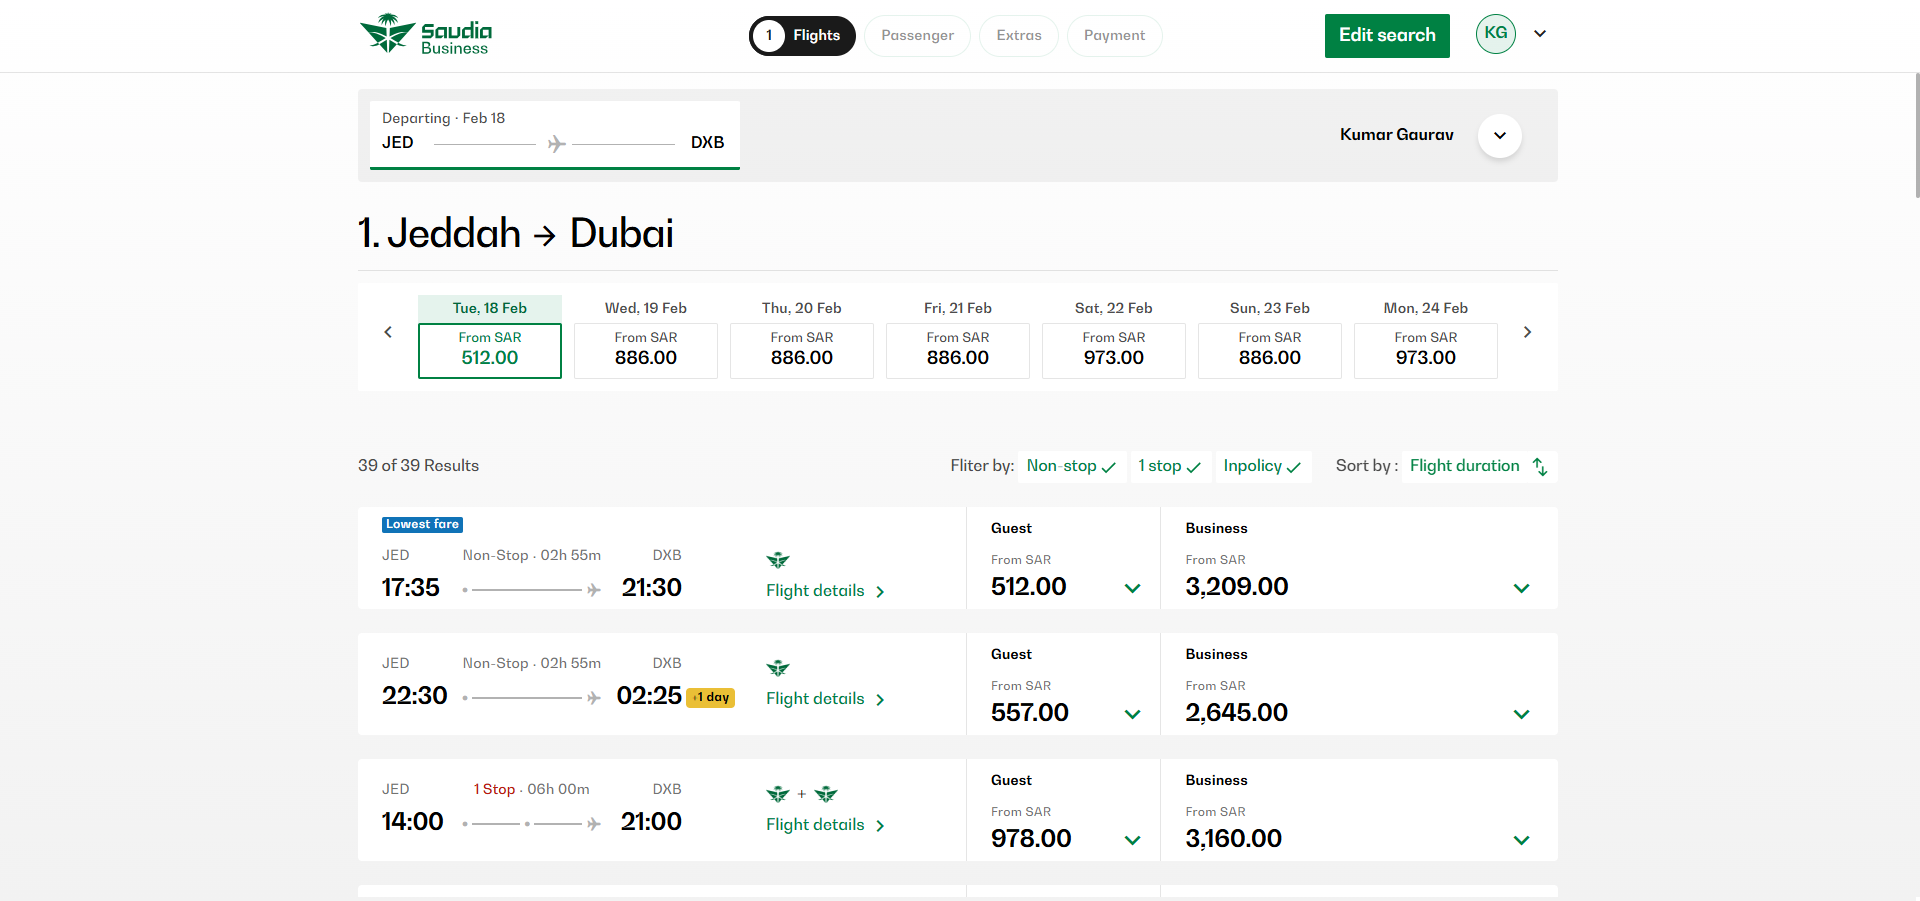 Saudia
Business
1 Flights
Passenger
Extras
Payment
Edit search
KG
Departing · Feb 18
JED
DXB
Kumar Gaurav
1. Jeddah → Dubai
Tue, 18 Feb
From SAR
512.00
Wed, 19 Feb
From SAR
886.00
Thu, 20 Feb
From SAR
886.00
Fri, 21 Feb
From SAR
886.00
Sat, 22 Feb
From SAR
973.00
Sun, 23 Feb
From SAR
886.00
Mon, 24 Feb
From SAR
973.00
39 of 39 Results
Fliter by: Non-stop 1 stop Inpolicy Sort by : Flight duration
Lowest fare
JED Non-Stop · 02h 55m DXB
17:35 21:30
Flight details
Guest
From SAR
512.00
Business
From SAR
3,209.00
JED Non-Stop · 02h 55m DXB
22:30 02:25 +1 day
Flight details
Guest
From SAR
557.00
Business
From SAR
2,645.00
JED 1 Stop · 06h 00m DXB
14:00 21:00
+
Flight details
Guest
From SAR
978.00
Business
From SAR
3,160.00